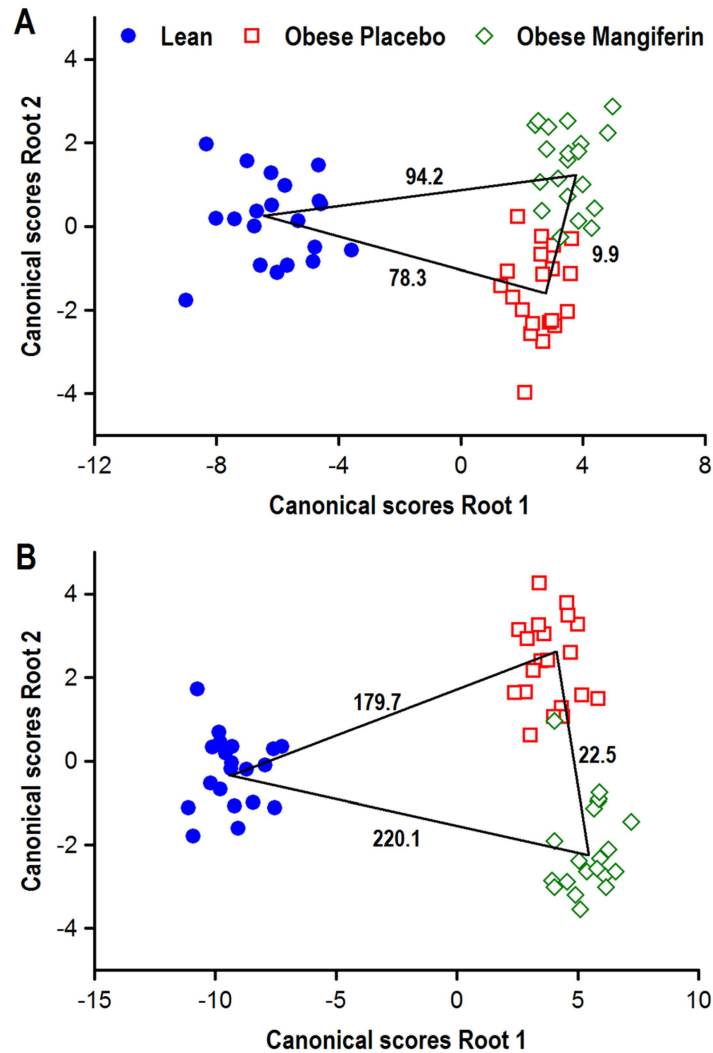 A
Lean Obese Placebo Obese Mangiferin
4
2
0
-2
-4
Canonical scores Root 2
94.2
78.3
9.9
-12 -8 -4 0 4 8
Canonical scores Root 1
B
4
2
0
-2
-4
Canonical scores Root 2
179.7
22.5
220.1
-15 -10 -5 0 5 10
Canonical scores Root 1